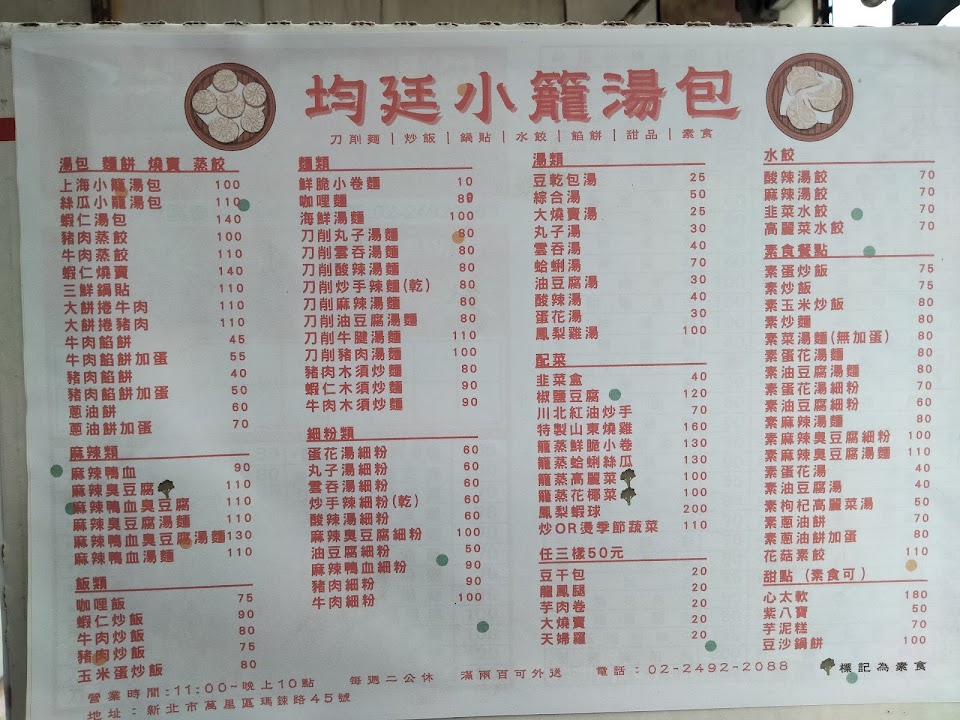 均廷小籠湯包
刀削麵 | 炒飯 | 鍋貼 | 水餃 | 餡餅 | 甜品 | 素食
湯包 麵餅 燒賣 蒸餃
上海小籠湯包 100
絲瓜小籠湯包 110
蝦仁湯包 140
豬肉蒸餃 100
牛肉蒸餃 110
蝦仁燒賣 140
三鮮鍋貼 110
大餅捲牛肉 110
大餅捲豬肉 110
牛肉餡餅 45
牛肉餡餅加蛋 55
豬肉餡餅 40
豬肉餡餅加蛋 50
蔥油餅 60
蔥油餅加蛋 70
麻辣類
麻辣鴨血 90
麻辣臭豆腐 110
麻辣鴨血臭豆腐 110
麻辣臭豆腐湯麵 110
麻辣鴨血臭豆腐湯麵 130
麻辣鴨血湯麵 110
飯類
咖哩飯 75
蝦仁炒飯 90
牛肉炒飯 80
豬肉炒飯 75
玉米蛋炒飯 80
麵類
鮮脆小卷麵 10
咖哩麵 80
海鮮湯麵 100
刀削丸子湯麵 80
刀削雲吞湯麵 80
刀削酸辣湯麵 80
刀削炒手辣麵(乾) 80
刀削麻辣湯麵 80
刀削油豆腐湯麵 80
刀削牛腱湯麵 110
刀削豬肉湯麵 100
豬肉木須炒麵 80
蝦仁木須炒麵 90
牛肉木須炒麵 90
細粉類
蛋花湯細粉 60
丸子湯細粉 60
雲吞湯細粉 60
炒手辣細粉(乾) 60
酸辣湯細粉 60
麻辣臭豆腐細粉 100
油豆腐細粉 50
麻辣鴨血細粉 90
豬肉細粉 90
牛肉細粉 100
湯類
豆乾包湯 25
綜合湯 50
大燒賣湯 25
丸子湯 30
雲吞湯 40
蛤蜊湯 70
油豆腐湯 30
酸辣湯 40
蛋花湯 30
鳳梨雞湯 100
配菜
韭菜盒 40
椒鹽豆腐 120
川北紅油炒手 70
特製山東燒雞 160
籠蒸鮮脆小卷 130
籠蒸蛤蜊絲瓜 130
籠蒸高麗菜 100
籠蒸花椰菜 100
鳳梨蝦球 200
炒OR燙季節蔬菜 110
任三樣50元
豆干包 20
龍鳳腿 20
芋肉卷 20
大燒賣 20
天婦羅 20
水餃
酸辣湯餃 70
麻辣湯餃 70
韭菜水餃 70
高麗菜水餃 70
素食餐點
素蛋炒飯 75
素炒飯 75
素玉米炒飯 80
素炒麵 80
素菜湯麵(無加蛋) 80
素蛋花湯麵 80
素油豆腐湯麵 80
素蛋花湯細粉 70
素油豆腐細粉 60
素麻辣湯麵 80
素麻辣臭豆腐細粉 100
素麻辣臭豆腐湯麵 110
素蛋花湯 40
素油豆腐湯 40
素枸杞高麗菜湯 50
素蔥油餅 70
素蔥油餅加蛋 80
花菇素餃 110
甜點 (素食可)
心太軟 180
紫八寶 50
芋泥糕 70
豆沙鍋餅 100
標記為素食
營業時間:11:00~晚上10點 每週二公休 滿兩百可外送 電話:02-2492-2088
地址:新北市萬里區瑪鋉路45號